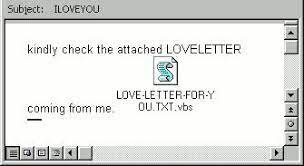 Subject: ILOVEYOU
kindly check the attached LOVELETTER
LOVE-LETTER-FOR-Y
OU.TXT.vbs
coming from me.